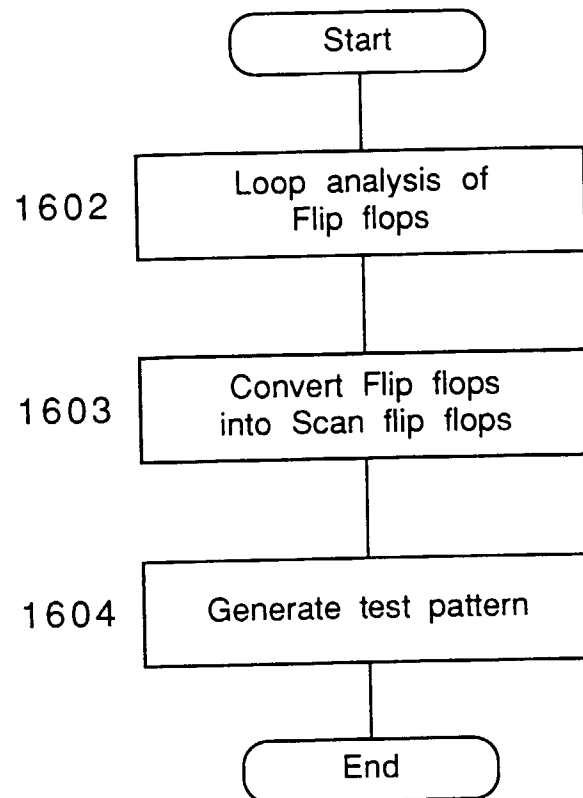 Start
1602
Loop analysis of
Flip flops
1603
Convert Flip flops
into Scan flip flops
1604
Generate test pattern
End